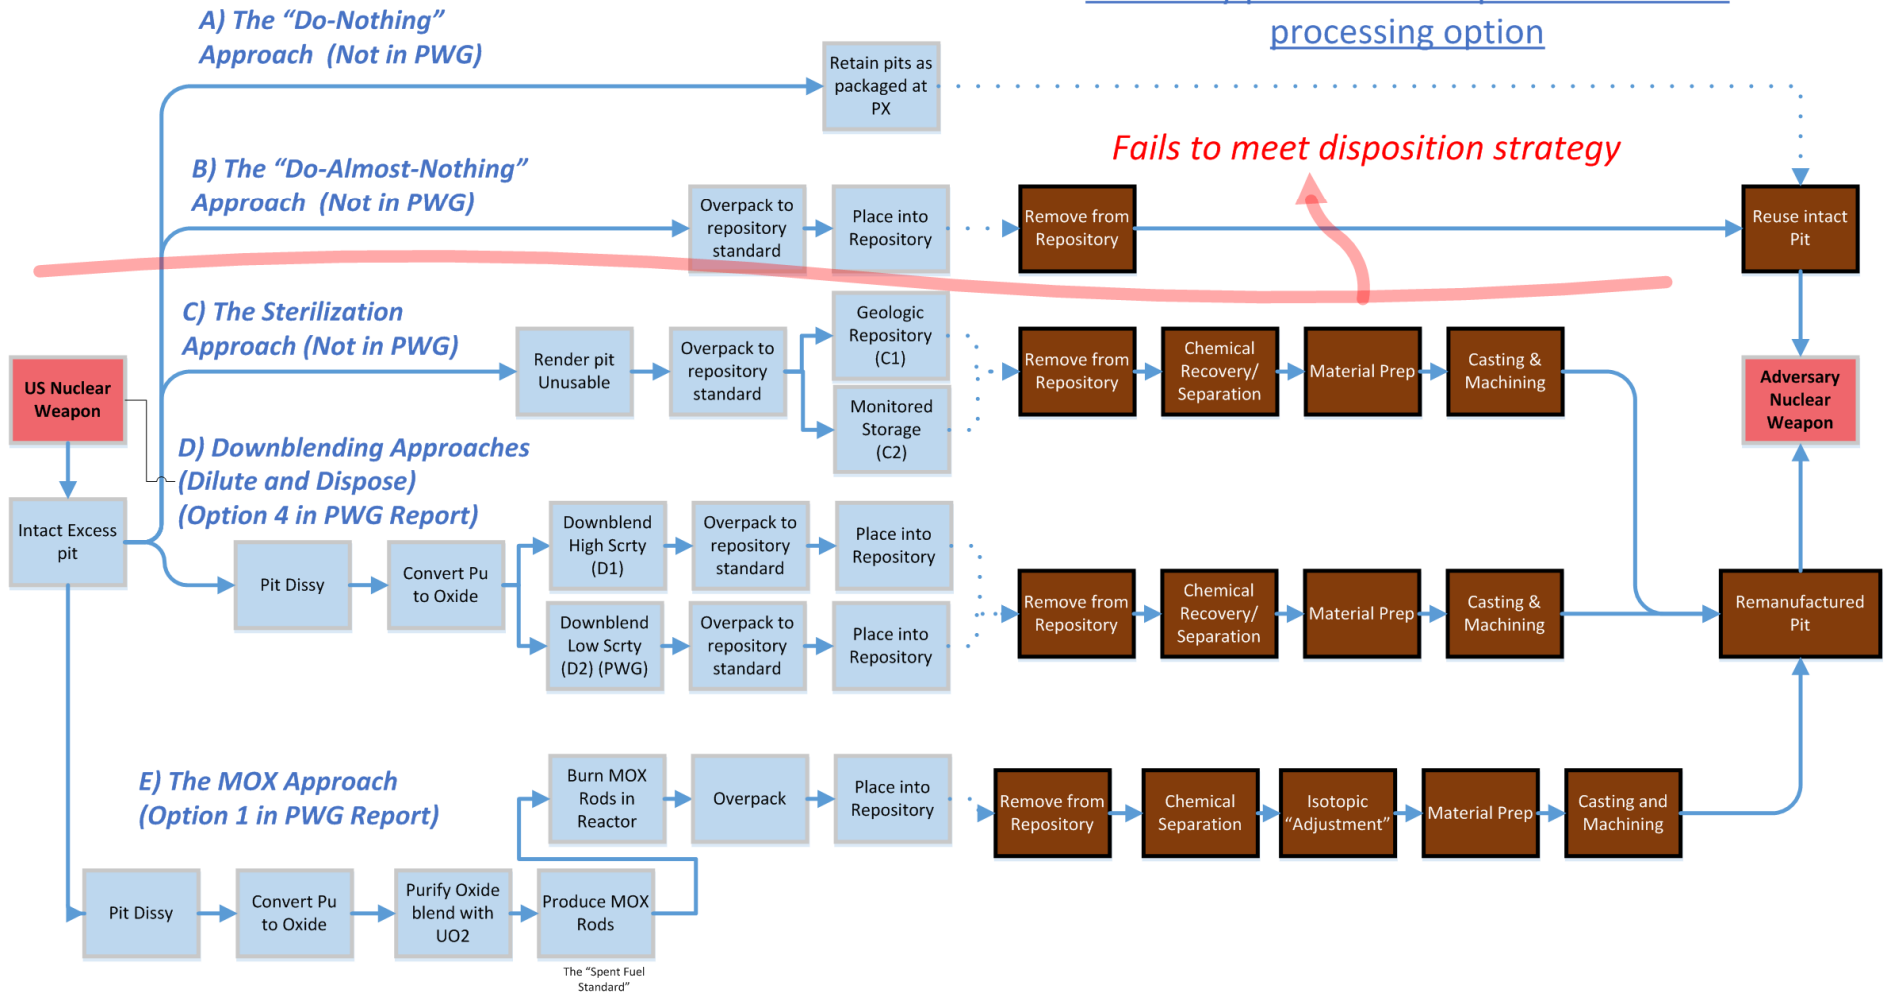 processing option
A) The “Do-Nothing”
Approach  (Not in PWG)
Retain pits as
packaged at
PX
Fails to meet disposition strategy
B) The “Do-Almost-Nothing”
Approach  (Not in PWG)
Overpack to
repository
standard
Place into
Repository
Remove from
Repository
Reuse intact
Pit
C) The Sterilization
Approach (Not in PWG)
Render pit
Unusable
Overpack to
repository
standard
Geologic
Repository
(C1)
Monitored
Storage
(C2)
Remove from
Repository
Chemical
Recovery/
Separation
Material Prep
Casting &
Machining
US Nuclear
Weapon
Adversary
Nuclear
Weapon
D) Downblending Approaches
(Dilute and Dispose)
(Option 4 in PWG Report)
Intact Excess
pit
Pit Dissy
Convert Pu
to Oxide
Downblend
High Scrty
(D1)
Overpack to
repository
standard
Place into
Repository
Downblend
Low Scrty
(D2) (PWG)
Overpack to
repository
standard
Place into
Repository
Remove from
Repository
Chemical
Recovery/
Separation
Material Prep
Casting &
Machining
Remanufactured
Pit
E) The MOX Approach
(Option 1 in PWG Report)
Burn MOX
Rods in
Reactor
Overpack
Place into
Repository
Remove from
Repository
Chemical
Separation
Isotopic
“Adjustment”
Material Prep
Casting and
Machining
Pit Dissy
Convert Pu
to Oxide
Purify Oxide
blend with
UO2
Produce MOX
Rods
The “Spent Fuel
Standard”